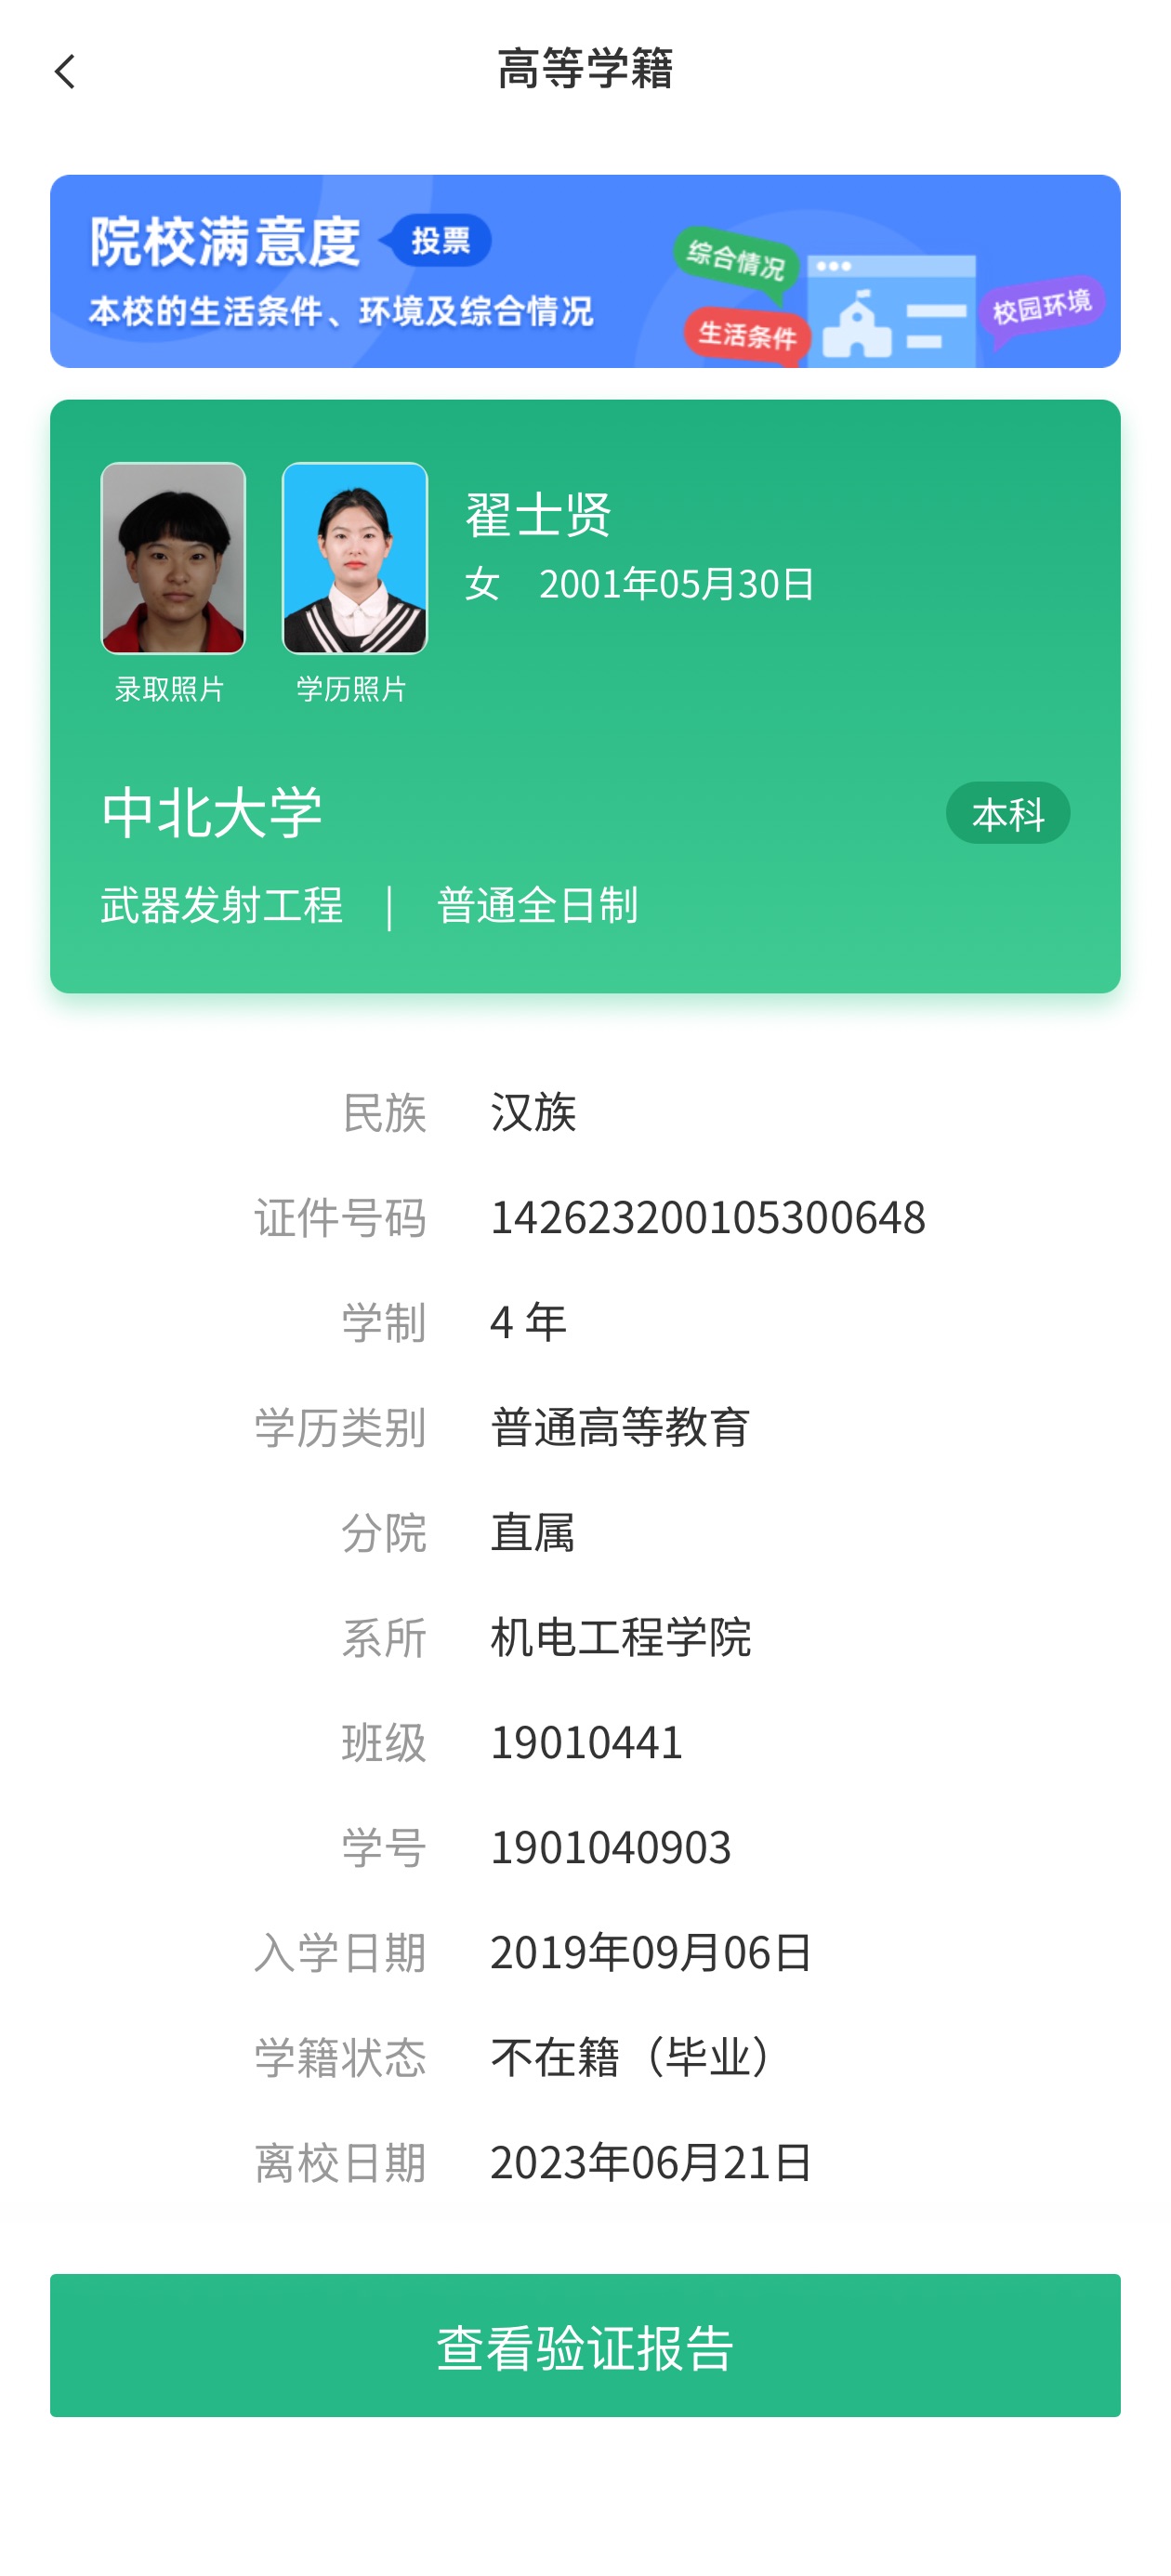 高等学籍
院校满意度 投票
本校的生活条件、环境及综合情况
综合情况
生活条件
校园环境
翟士贤
女 2001年05月30日
录取照片 学历照片
中北大学 本科
武器发射工程 | 普通全日制
民族 汉族
证件号码 142623200105300648
学制 4 年
学历类别 普通高等教育
分院 直属
系所 机电工程学院
班级 19010441
学号 1901040903
入学日期 2019年09月06日
学籍状态 不在籍（毕业）
离校日期 2023年06月21日
查看验证报告